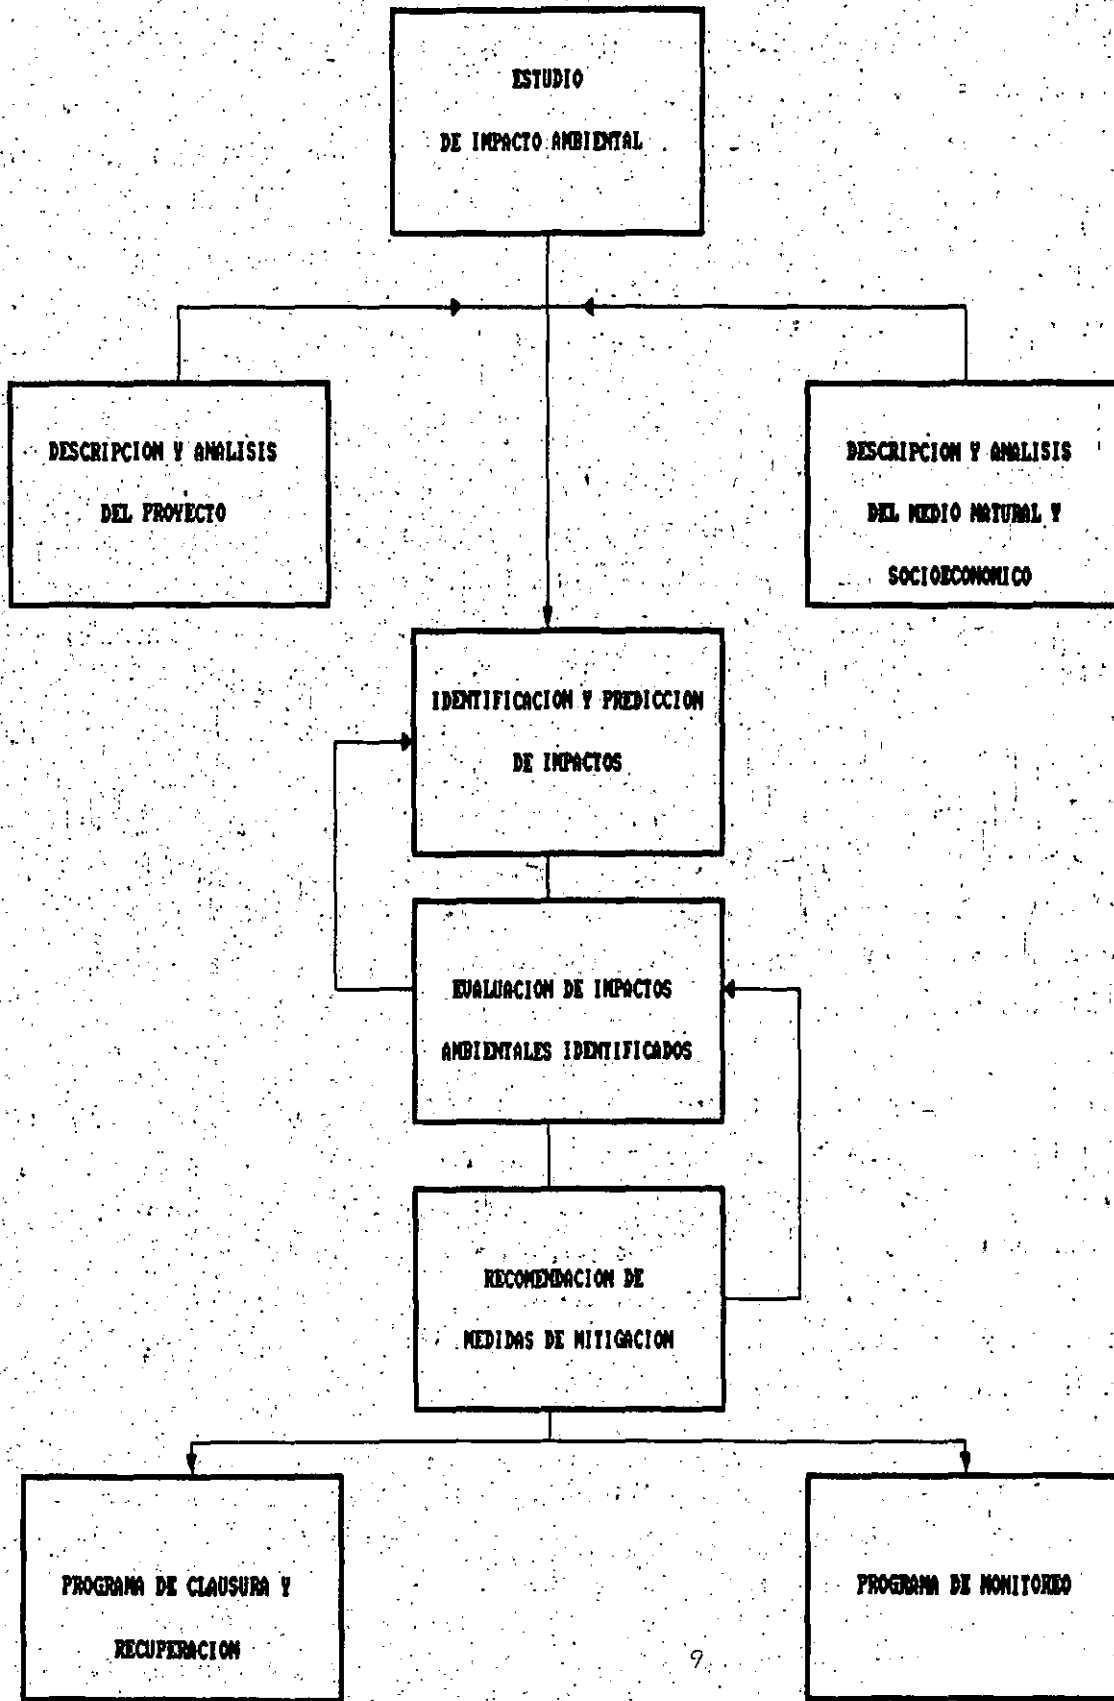 ESTUDIO
DE IMPACTO AMBIENTAL
DESCRIPCION Y ANALISIS
DEL PROYECTO
DESCRIPCION Y ANALISIS
DEL MEDIO NATURAL Y
SOCIOECONOMICO
IDENTIFICACION Y PREDICCION
DE IMPACTOS
EVALUACION DE IMPACTOS
AMBIENTALES IDENTIFICADOS
RECOMENDACION DE
MEDIDAS DE MITIGACION
PROGRAMA DE CLAUSURA Y
RECUPERACION
PROGRAMA DE MONITOREO
9